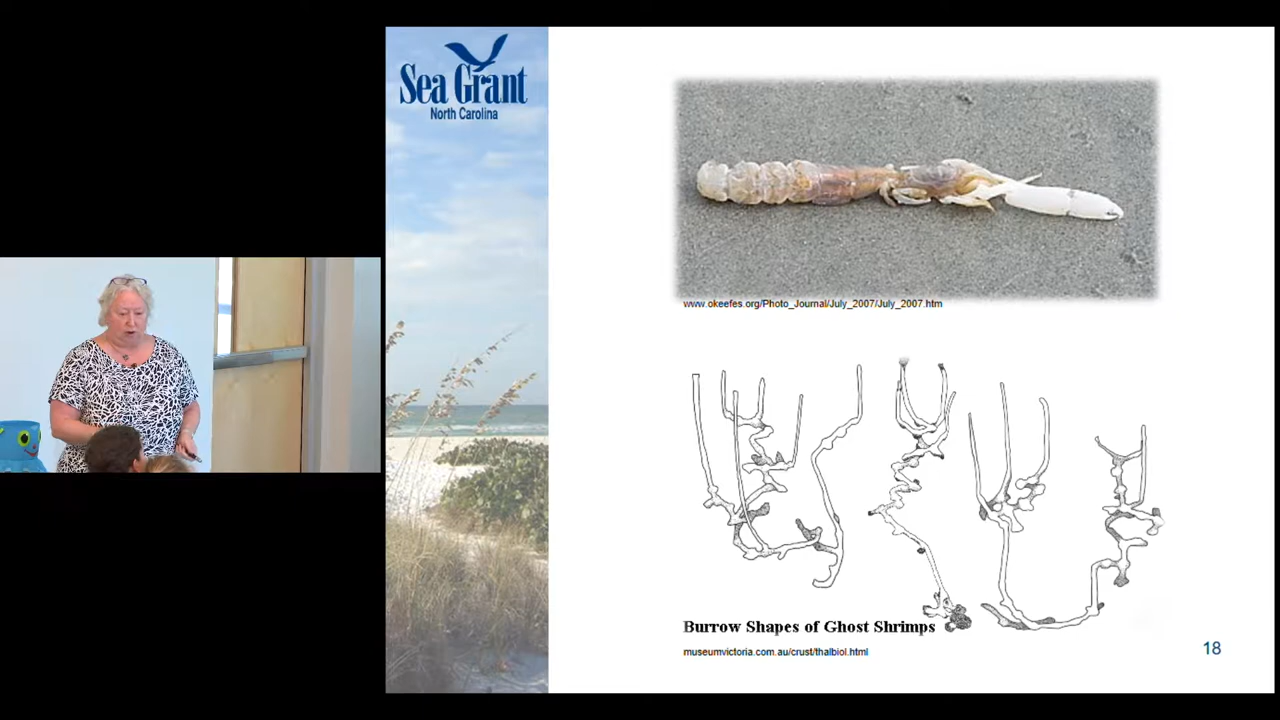 Sea Grant
North Carolina
www.okeefes.org/Photo_Journal/July_2007/July_2007.htm
Burrow Shapes of Ghost Shrimps
museumvictoria.com.au/crust/thalbiol.html
18